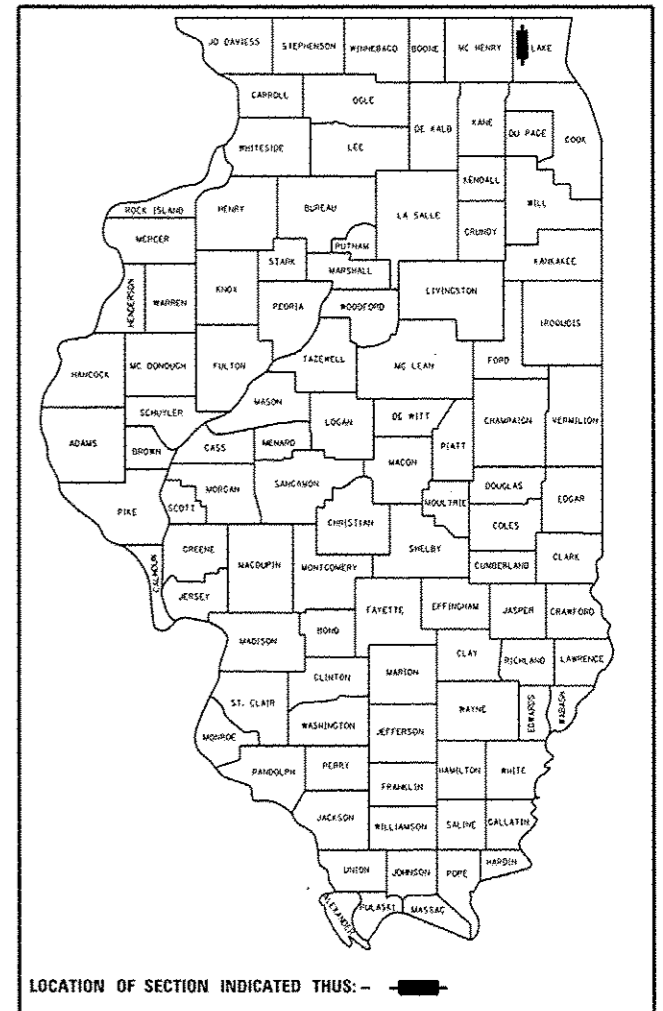 JO DAVIESS STEPHENSON WINNEBAGO BOONE MC HENRY LAKE
CARROLL OGLE DE KALB KANE DU PAGE COOK
WHITESIDE LEE KENDALL WILL
ROCK ISLAND HENRY BUREAU LA SALLE GRUNDY
MERCER PUTNAM KANKAKEE
STARK MARSHALL
HENDERSON WARREN KNOX PEORIA WOODFORD LIVINGSTON IROQUOIS
HANCOCK MC DONOUGH FULTON TAZEWELL MC LEAN FORD
SCHUYLER MASON LOGAN DE WITT CHAMPAIGN VERMILION
ADAMS BROWN CASS MENARD PIATT
MACON
PIKE SCOTT MORGAN SANGAMON MOULTRIE DOUGLAS EDGAR
CHRISTIAN COLES
CALHOUN GREENE MACOUPIN MONTGOMERY SHELBY CUMBERLAND CLARK
JERSEY FAYETTE EFFINGHAM JASPER CRAWFORD
MADISON BOND CLAY RICHLAND LAWRENCE
CLINTON MARION
ST. CLAIR WAYNE EDWARDS WABASH
MONROE WASHINGTON JEFFERSON
RANDOLPH PERRY HAMILTON WHITE
FRANKLIN
JACKSON WILLIAMSON SALINE GALLATIN
UNION JOHNSON POPE HARDIN
ALEXANDER PULASKI MASSAC
LOCATION OF SECTION INDICATED THUS: -